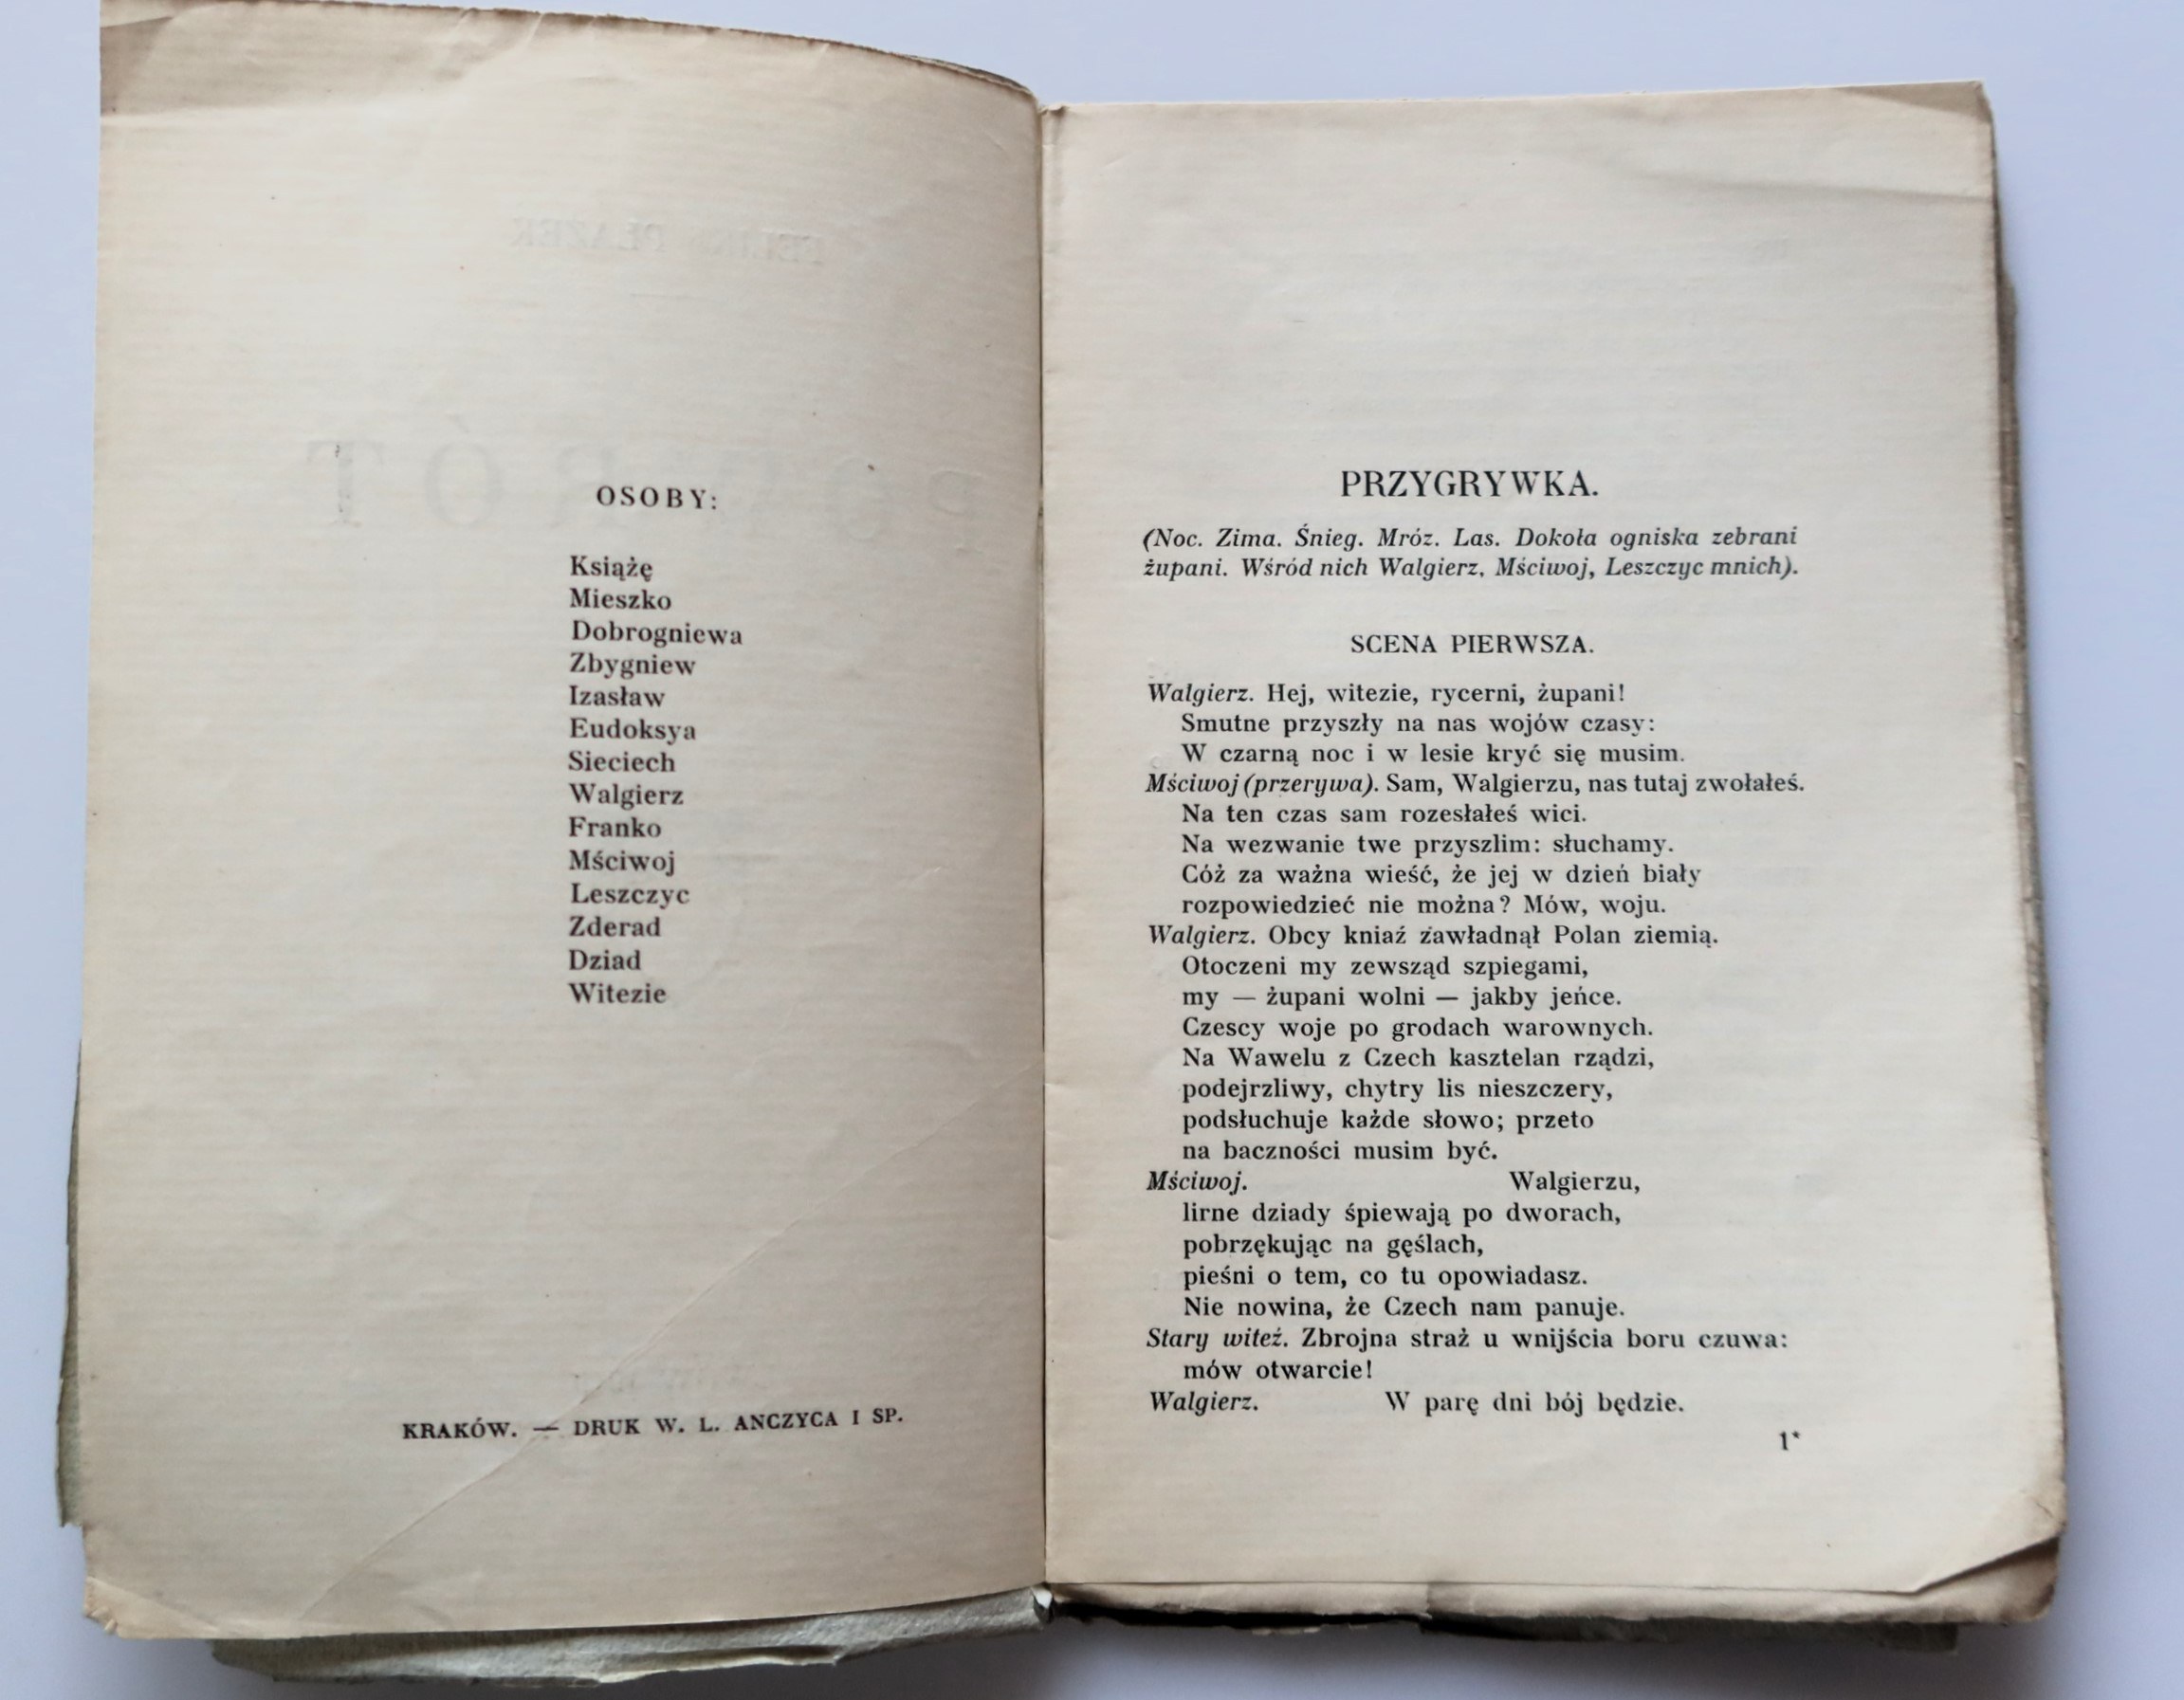 OSOBY:
Książę
Mieszko
Dobrogniewa
Zbygniew
Izasław
Eudoksya
Sieciech
Walgierz
Franko
Mściwoj
Leszczyc
Zderad
Dziad
Witezie
KRAKÓW. — DRUK W. L. ANCZYCA I SP.
PRZYGRYWKA.
(Noc. Zima. Śnieg. Mróz. Las. Dokoła ogniska zebrani
żupani. Wśród nich Walgierz, Mściwoj, Leszczyc mnich).
SCENA PIERWSZA.
Walgierz. Hej, witezie, rycerni, żupani!
Smutne przyszły na nas wojów czasy:
W czarną noc i w lesie kryć się musim.
Mściwoj (przerywa). Sam, Walgierzu, nas tutaj zwołałeś.
Na ten czas sam rozesłałeś wici.
Na wezwanie twe przyszlim: słuchamy.
Cóż za ważna wieść, że jej w dzień biały
rozpowiedzieć nie można? Mów, woju.
Walgierz. Obcy kniaź zawładnął Polan ziemią.
Otoczeni my zewsząd szpiegami,
my — żupani wolni — jakby jeńce.
Czescy woje po grodach warownych.
Na Wawelu z Czech kasztelan rządzi,
podejrzliwy, chytry lis nieszczery,
podsłuchuje każde słowo; przeto
na baczności musim być.
Mściwoj. Walgierzu,
lirne dziady śpiewają po dworach,
pobrzękując na gęślach,
pieśni o tem, co tu opowiadasz.
Nie nowina, że Czech nam panuje.
Stary witeź. Zbrojna straż u wnijścia boru czuwa:
mów otwarcie!
Walgierz. W parę dni bój będzie.
1*